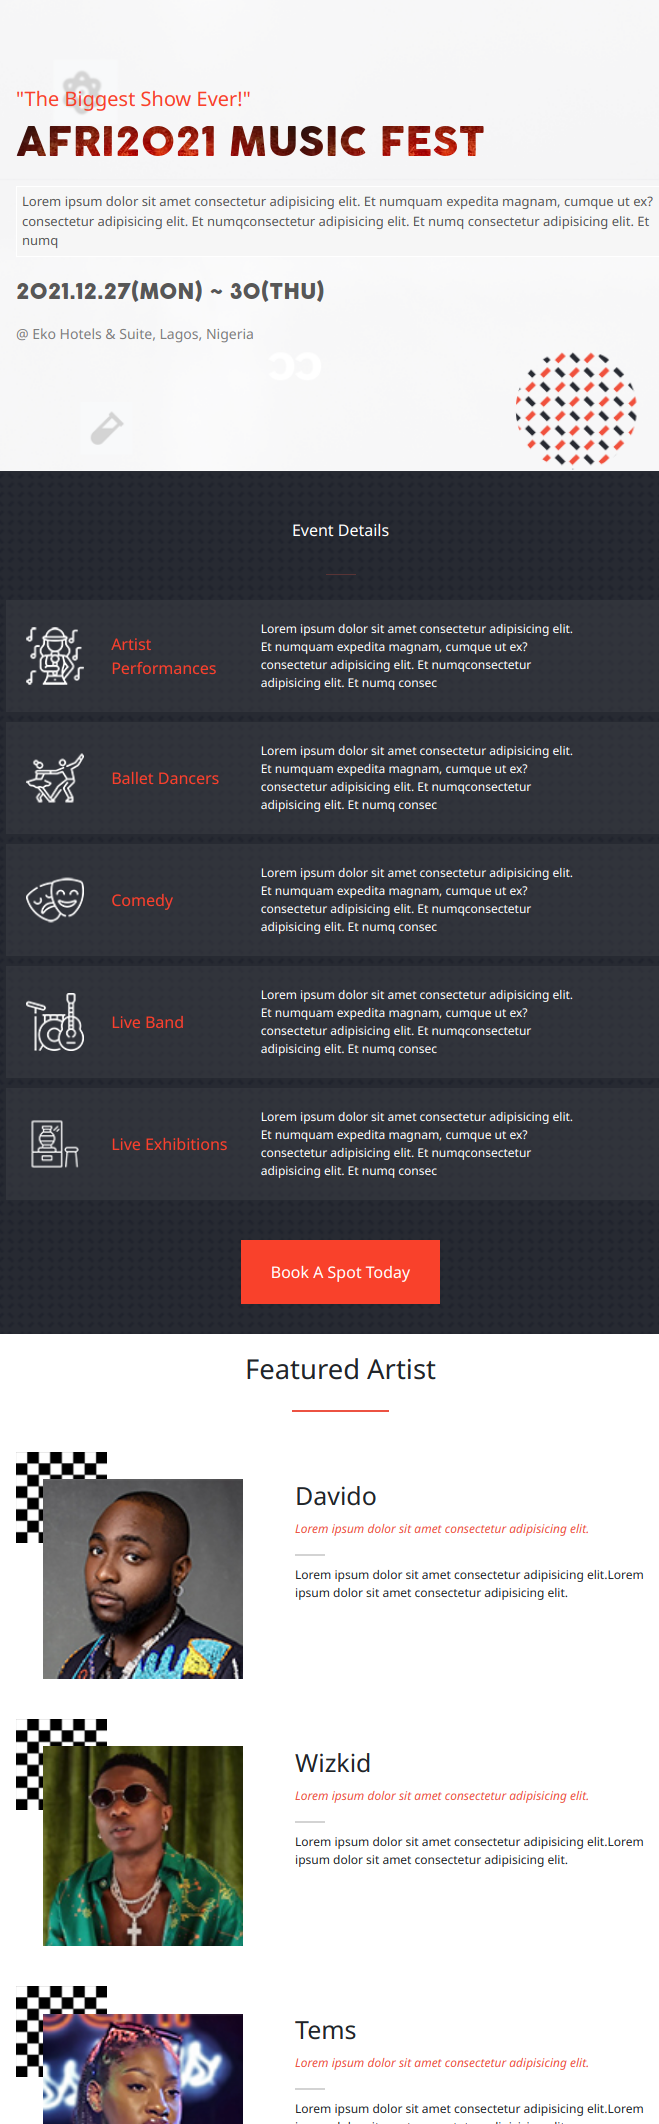 "The Biggest Show Ever!"
AFRI2021 MUSIC FEST
Lorem ipsum dolor sit amet consectetur adipisicing elit. Et numquam expedita magnam, cumque ut ex?
consectetur adipisicing elit. Et numqconsectetur adipisicing elit. Et numq consectetur adipisicing elit. Et
numq
2021.12.27(MON) ~ 30(THU)
@ Eko Hotels & Suite, Lagos, Nigeria
Event Details
Artist
Performances
Lorem ipsum dolor sit amet consectetur adipisicing elit.
Et numquam expedita magnam, cumque ut ex?
consectetur adipisicing elit. Et numqconsectetur
adipisicing elit. Et numq consec
Ballet Dancers
Lorem ipsum dolor sit amet consectetur adipisicing elit.
Et numquam expedita magnam, cumque ut ex?
consectetur adipisicing elit. Et numqconsectetur
adipisicing elit. Et numq consec
Comedy
Lorem ipsum dolor sit amet consectetur adipisicing elit.
Et numquam expedita magnam, cumque ut ex?
consectetur adipisicing elit. Et numqconsectetur
adipisicing elit. Et numq consec
Live Band
Lorem ipsum dolor sit amet consectetur adipisicing elit.
Et numquam expedita magnam, cumque ut ex?
consectetur adipisicing elit. Et numqconsectetur
adipisicing elit. Et numq consec
Live Exhibitions
Lorem ipsum dolor sit amet consectetur adipisicing elit.
Et numquam expedita magnam, cumque ut ex?
consectetur adipisicing elit. Et numqconsectetur
adipisicing elit. Et numq consec
Book A Spot Today
Featured Artist
Davido
Lorem ipsum dolor sit amet consectetur adipisicing elit.
Lorem ipsum dolor sit amet consectetur adipisicing elit.Lorem
ipsum dolor sit amet consectetur adipisicing elit.
Wizkid
Lorem ipsum dolor sit amet consectetur adipisicing elit.
Lorem ipsum dolor sit amet consectetur adipisicing elit.Lorem
ipsum dolor sit amet consectetur adipisicing elit.
Tems
Lorem ipsum dolor sit amet consectetur adipisicing elit.
Lorem ipsum dolor sit amet consectetur adipisicing elit.Lorem